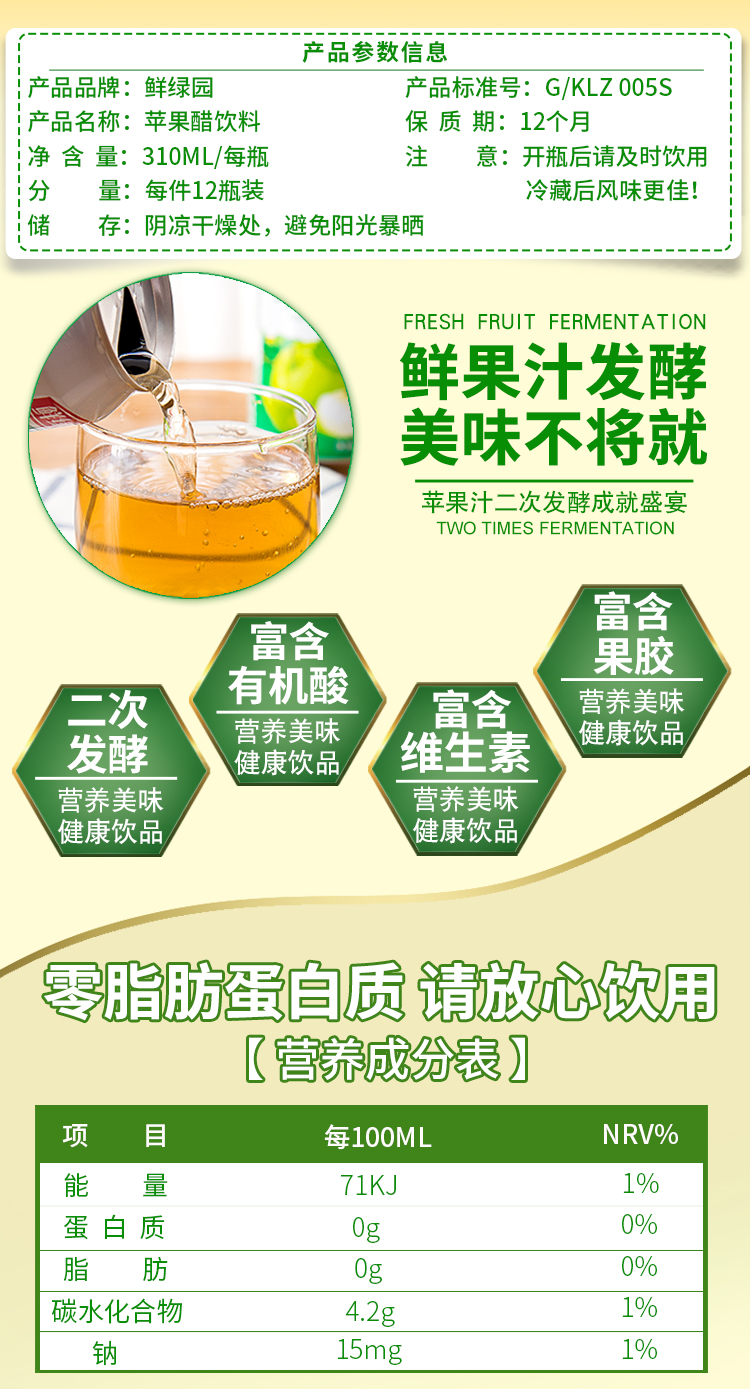 产品参数信息
产品品牌：鲜绿园
产品标准号：G/KLZ 005S
产品名称：苹果醋饮料
保 质 期：12个月
净 含 量：310ML/每瓶
注 意：开瓶后请及时饮用
分 量：每件12瓶装
冷藏后风味更佳！
储 存：阴凉干燥处，避免阳光暴晒
FRESH FRUIT FERMENTATION
鲜果汁发酵
美味不将就
苹果汁二次发酵成就盛宴
TWO TIMES FERMENTATION
富含
果胶
营养美味
健康饮品
富含
有机酸
营养美味
健康饮品
二次
发酵
营养美味
健康饮品
富含
维生素
营养美味
健康饮品
零脂肪蛋白质 请放心饮用
【营养成分表】
项 目 每100ML NRV%
能 量 71KJ 1%
蛋白质 0g 0%
脂 肪 0g 0%
碳水化合物 4.2g 1%
钠 15mg 1%